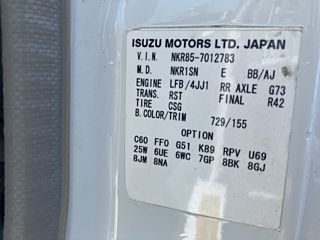 ISUZU MOTORS LTD. JAPAN
V.I.N. NKR85-7012783
M.D. NKR1SN E BB/AJ
ENGINE LFB/4JJ1 RR AXLE G73
TRANS. RST FINAL R42
TIRE CSG
B.COLOR/TRIM 729/155
OPTION
C60 FFO G51 K89 RPV U69
25W 6UE 6WC 7GP 8BK 8GJ
8JM 8NA